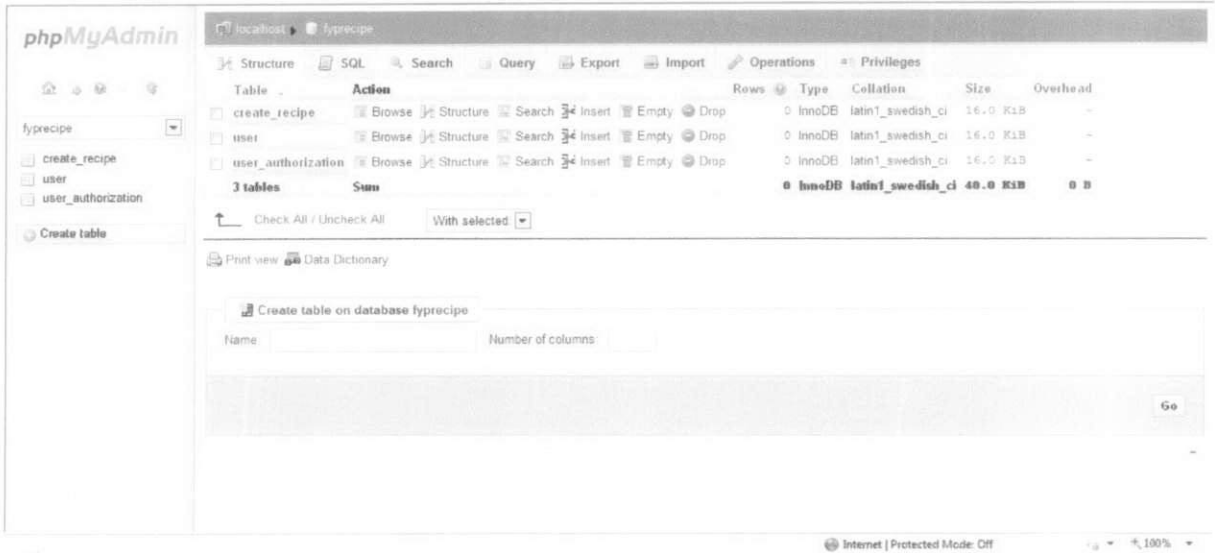 phpMyAdmin
localhost fyprecipe
Structure SQL Search Query Export Import Operations Privileges
Table Action Rows Type Collation Size Overhead
create_recipe Browse Structure Search Insert Empty Drop 0 InnoDB latin1_swedish_ci 16.0 KiB -
user Browse Structure Search Insert Empty Drop 0 InnoDB latin1_swedish_ci 16.0 KiB -
user_authorization Browse Structure Search Insert Empty Drop 0 InnoDB latin1_swedish_ci 16.0 KiB -
3 tables Sum 0 InnoDB latin1_swedish_ci 48.0 KiB 0 B
Check All / Uncheck All With selected:
fyprecipe
create_recipe
user
user_authorization
Create table
Print view Data Dictionary
Create table on database fyprecipe
Name Number of columns
Go
Internet | Protected Mode: Off 100%